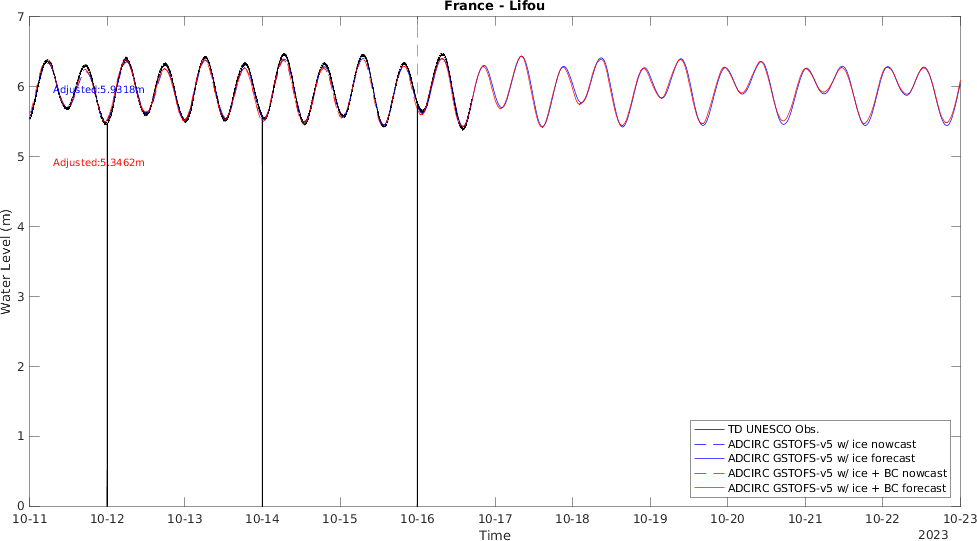 France - Lifou
7
6
5
4
3
2
1
0
Water Level (m)
Adjusted:5.9318m
Adjusted:5.3462m
TD UNESCO Obs.
ADCIRC GSTOFS-v5 w/ ice nowcast
ADCIRC GSTOFS-v5 w/ ice forecast
ADCIRC GSTOFS-v5 w/ ice + BC nowcast
ADCIRC GSTOFS-v5 w/ ice + BC forecast
10-11 10-12 10-13 10-14 10-15 10-16 10-17 10-18 10-19 10-20 10-21 10-22 10-23
Time
2023